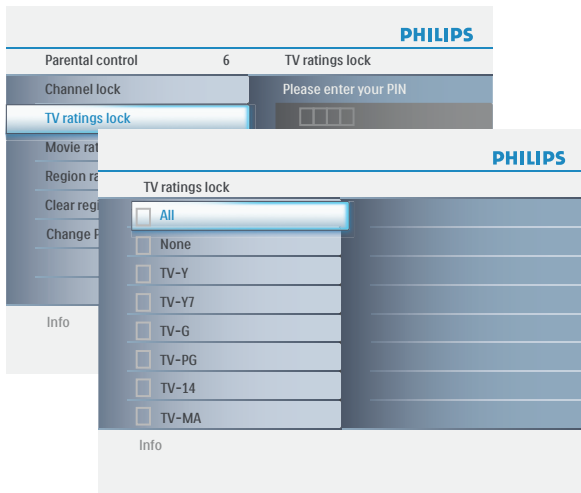 PHILIPS
Parental control 6 TV ratings lock
Channel lock Please enter your PIN
TV ratings lock
Movie rat
Region ra
Clear regi
Change P
Info
PHILIPS
TV ratings lock
All
None
TV-Y
TV-Y7
TV-G
TV-PG
TV-14
TV-MA
Info